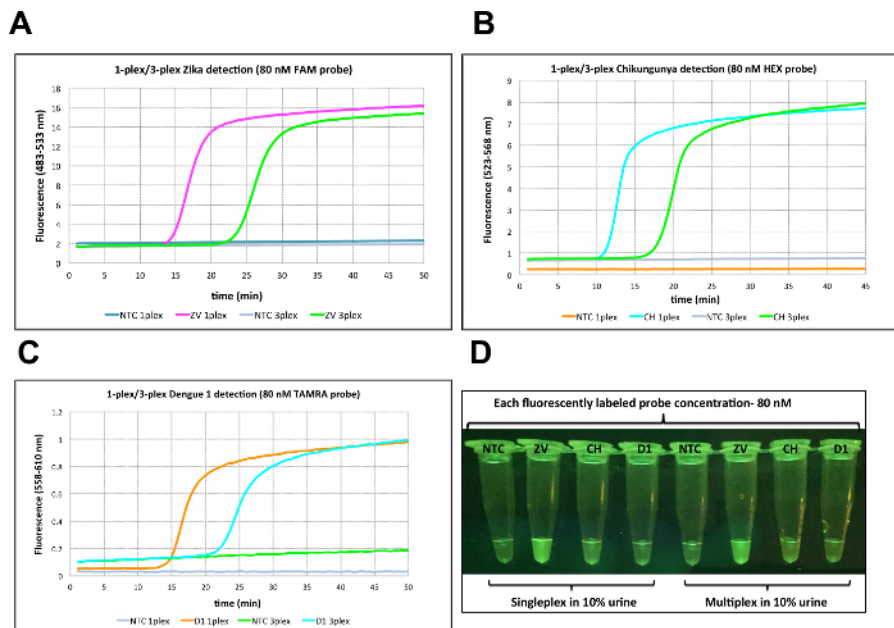 A
1-plex/3-plex Zika detection (80 nM FAM probe)
18
16
14
12
10
8
6
4
2
0
Fluorescence (483-533 nm)
0 5 10 15 20 25 30 35 40 45 50
time (min)
NTC 1plex ZV 1plex NTC 3plex ZV 3plex
B
1-plex/3-plex Chikungunya detection (80 nM HEX probe)
9
8
7
6
5
4
3
2
1
0
Fluorescence (523-568 nm)
0 5 10 15 20 25 30 35 40 45
time (min)
NTC 1plex CH 1plex NTC 3plex CH 3plex
C
1-plex/3-plex Dengue 1 detection (80 nM TAMRA probe)
1.2
1
0.8
0.6
0.4
0.2
0
Fluorescence (558-610 nm)
0 5 10 15 20 25 30 35 40 45 50
time (min)
NTC 1plex D1 1plex NTC 3plex D1 3plex
D
Each fluorescently labeled probe concentration- 80 nM
NTC ZV CH D1 NTC ZV CH D1
Singleplex in 10% urine Multiplex in 10% urine